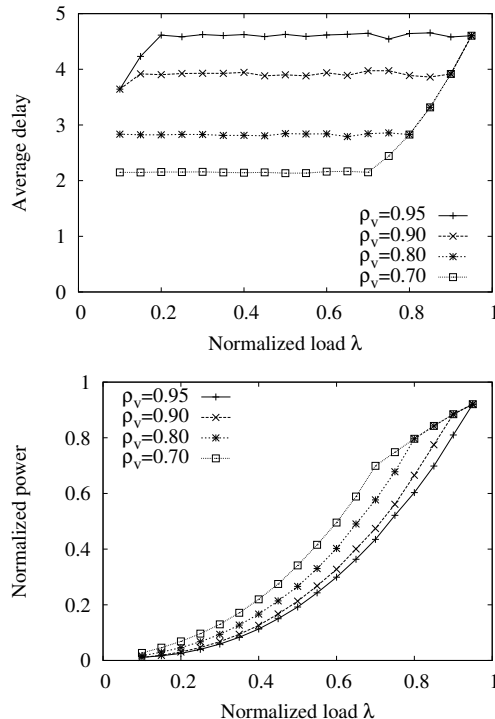 5
4
3
2
1
0
Average delay
ρv=0.95
ρv=0.90
ρv=0.80
ρv=0.70
0 0.2 0.4 0.6 0.8 1
Normalized load λ
1
0.8
0.6
0.4
0.2
0
Normalized power
ρv=0.95
ρv=0.90
ρv=0.80
ρv=0.70
0 0.2 0.4 0.6 0.8 1
Normalized load λ